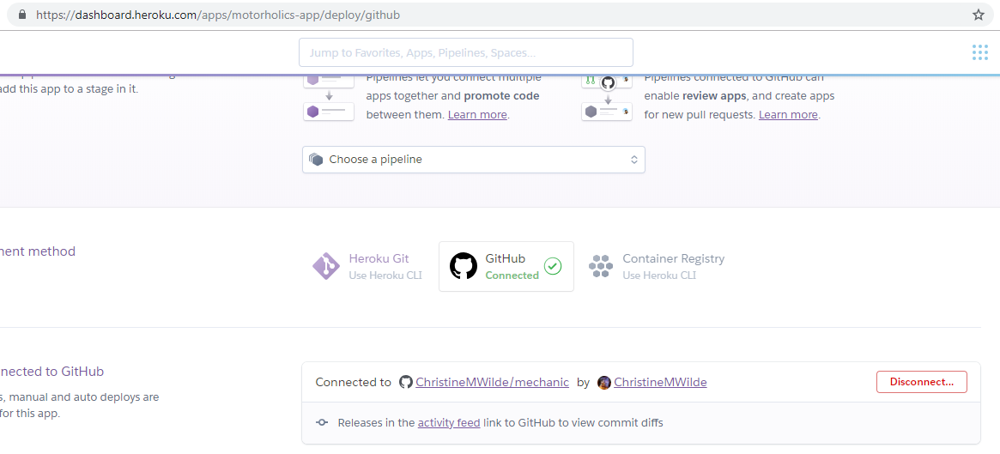 https://dashboard.heroku.com/apps/motorholics-app/deploy/github
Jump to Favorites, Apps, Pipelines, Spaces...
add this app to a stage in it.
Pipelines let you connect multiple
apps together and promote code
between them. Learn more.
Pipelines connected to GitHub can
enable review apps, and create apps
for new pull requests. Learn more.
Choose a pipeline
ment method
Heroku Git
Use Heroku CLI
GitHub
Connected
Container Registry
Use Heroku CLI
nnected to GitHub
s, manual and auto deploys are
for this app.
Connected to ChristineMWilde/mechanic by ChristineMWilde
Disconnect...
Releases in the activity feed link to GitHub to view commit diffs